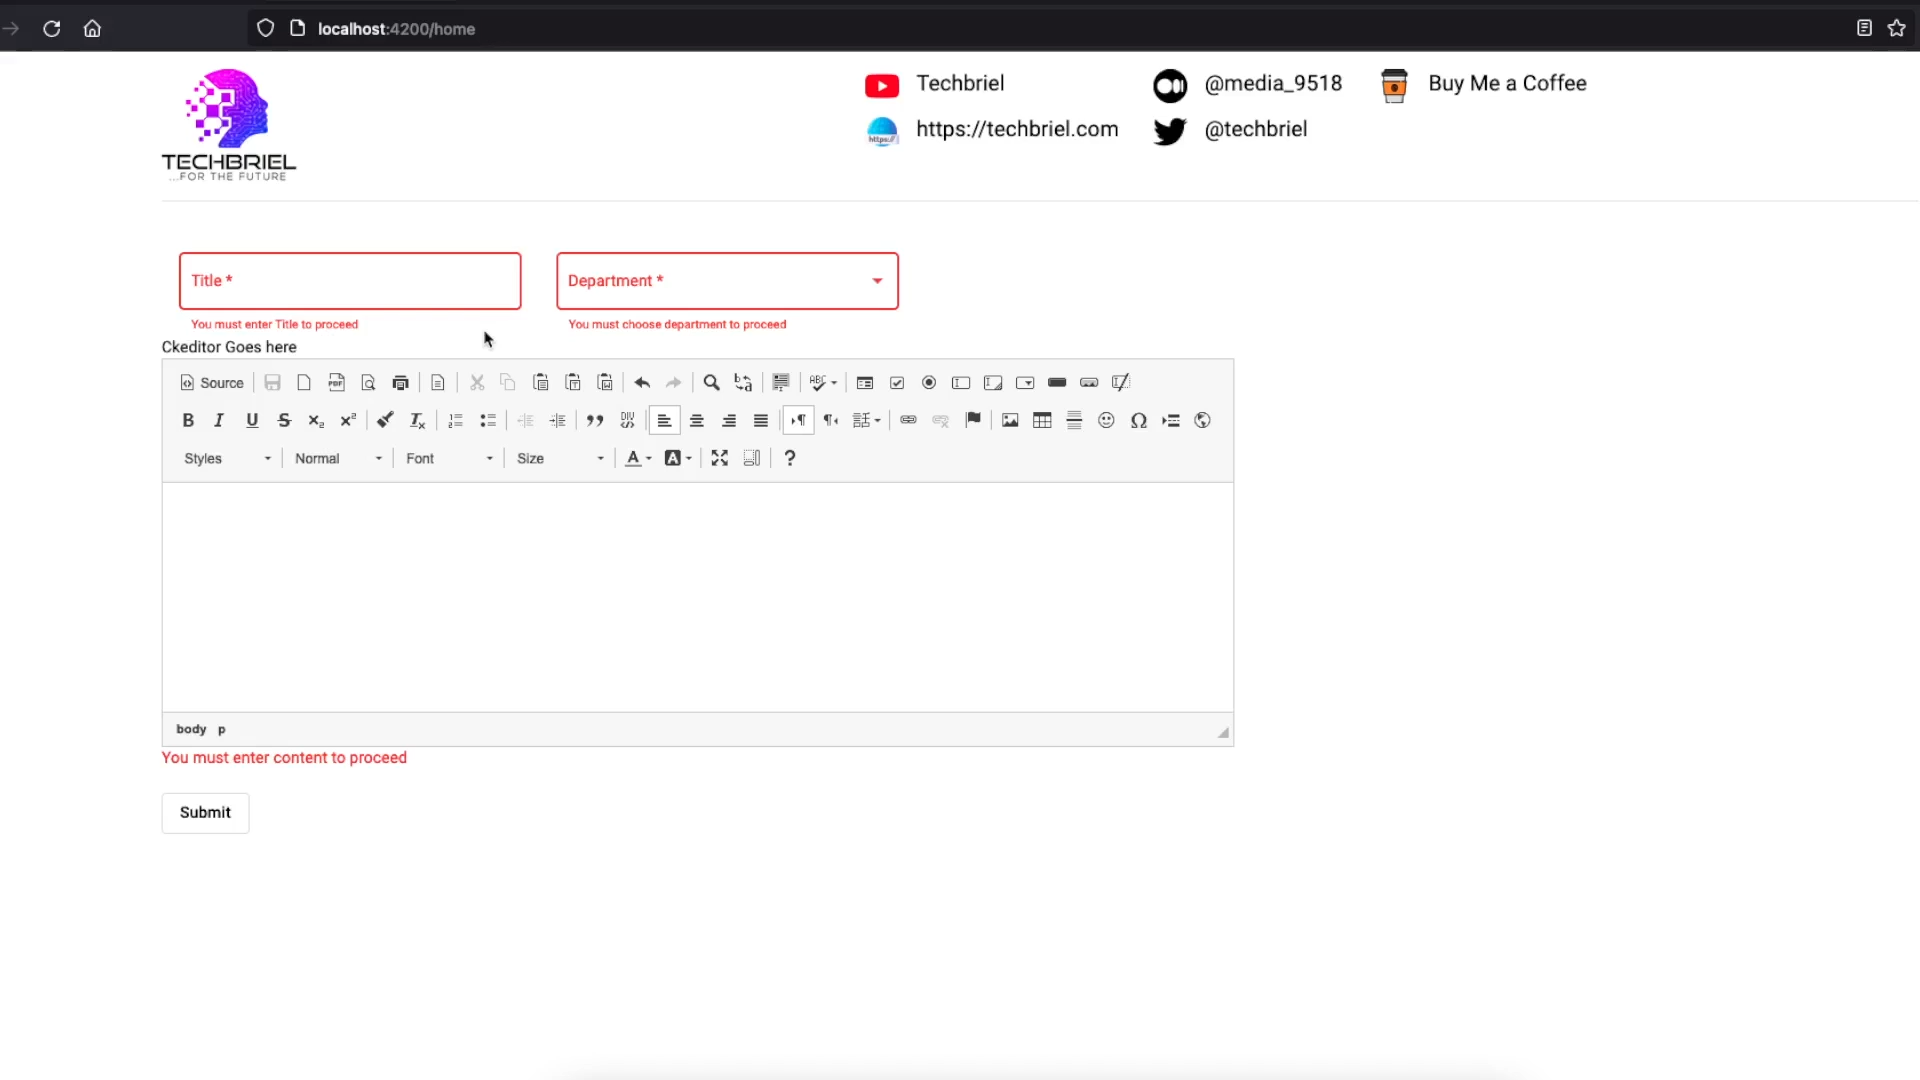 localhost:4200/home
TECHBRIEL
...FOR THE FUTURE
Techbriel
@media_9518
Buy Me a Coffee
https://techbriel.com
@techbriel
Title *
Department *
You must enter Title to proceed
You must choose department to proceed
Ckeditor Goes here
Source
Styles Normal Font Size
body p
You must enter content to proceed
Submit